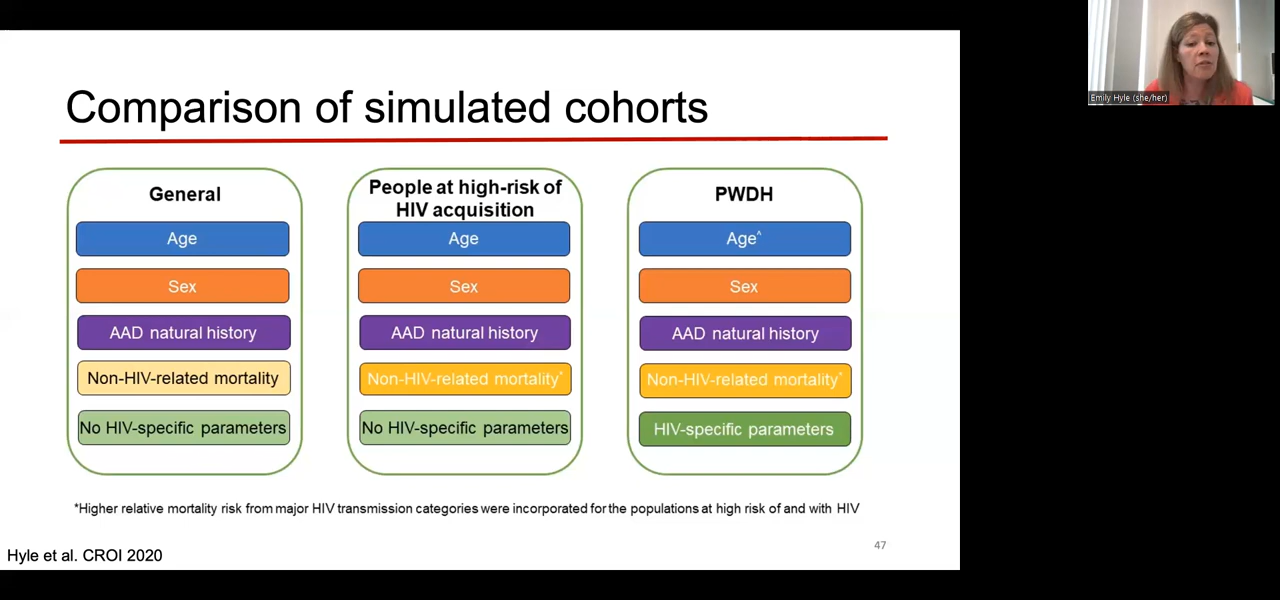 Comparison of simulated cohorts
General
Age
Sex
AAD natural history
Non-HIV-related mortality
No HIV-specific parameters
People at high-risk of
HIV acquisition
Age
Sex
AAD natural history
Non-HIV-related mortality*
No HIV-specific parameters
PWDH
Age^
Sex
AAD natural history
Non-HIV-related mortality*
HIV-specific parameters
*Higher relative mortality risk from major HIV transmission categories were incorporated for the populations at high risk of and with HIV
47
Hyle et al. CROI 2020
Emily Hyle (she/her)